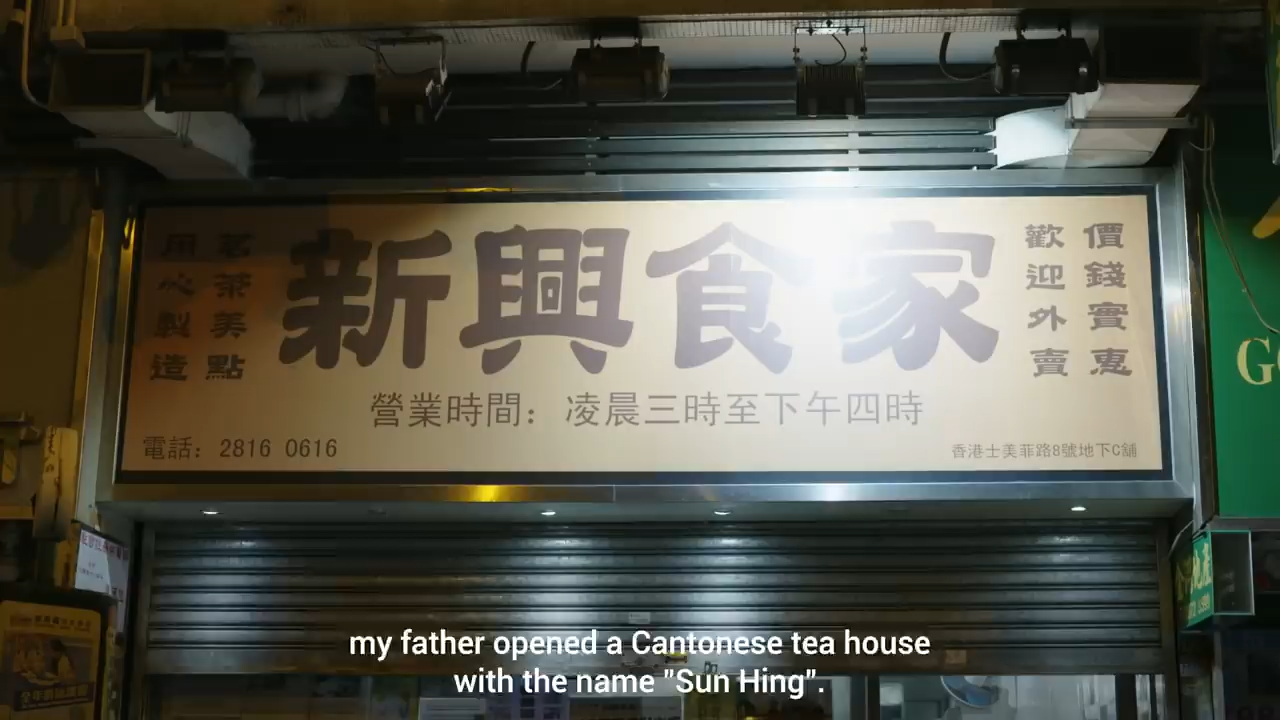 新興食家
茗茶美點
用心製造
價錢實惠
歡迎外賣
營業時間：凌晨三時至下午四時
電話：2816 0616
香港士美菲路8號地下C舖
G
my father opened a Cantonese tea house
with the name "Sun Hing".